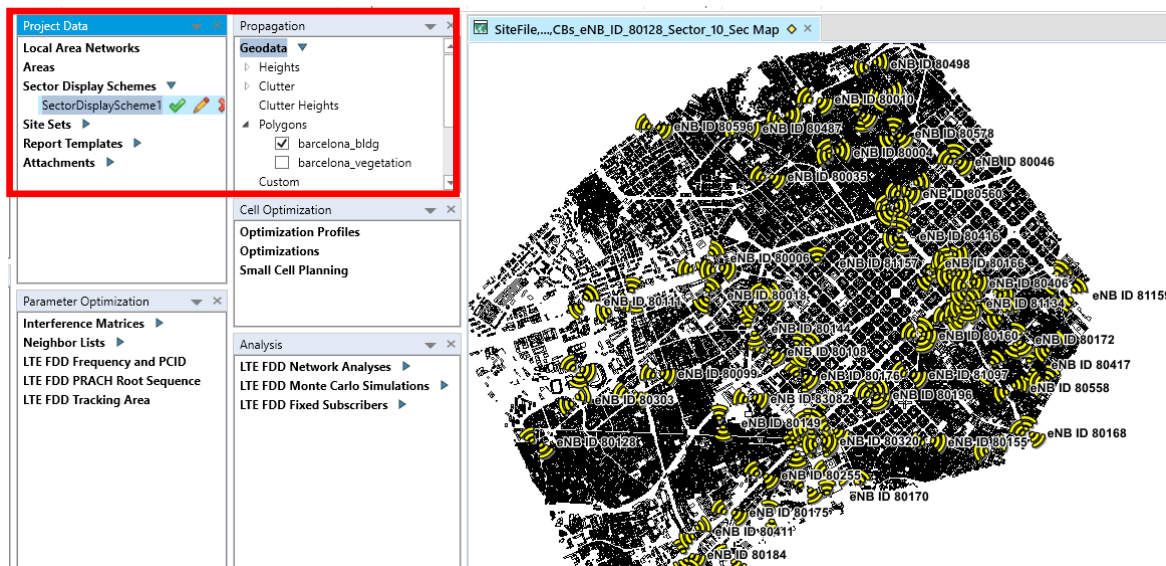 Project Data
Local Area Networks
Areas
Sector Display Schemes
SectorDisplayScheme1
Site Sets
Report Templates
Attachments
Propagation
Geodata
Heights
Clutter
Clutter Heights
Polygons
barcelona_bldg
barcelona_vegetation
Custom
Cell Optimization
Optimization Profiles
Optimizations
Small Cell Planning
Parameter Optimization
Interference Matrices
Neighbor Lists
LTE FDD Frequency and PCID
LTE FDD PRACH Root Sequence
LTE FDD Tracking Area
Analysis
LTE FDD Network Analyses
LTE FDD Monte Carlo Simulations
LTE FDD Fixed Subscribers
SiteFile,...,CBs_eNB_ID_80128_Sector_10_Sec Map
eNB ID 80498
eNB ID 80010
eNB ID 80596
eNB ID 80487
eNB ID 80578
eNB ID 80004
eNB ID 80046
eNB ID 80035
eNB ID 80560
eNB ID 80416
eNB ID 80006
eNB ID 81157
eNB ID 80166
eNB ID 80406
eNB ID 81159
eNB ID 80111
eNB ID 80018
eNB ID 81184
eNB ID 80144
eNB ID 80160
eNB ID 80172
eNB ID 80108
eNB ID 80417
eNB ID 80099
eNB ID 80176
eNB ID 81097
eNB ID 80558
eNB ID 80303
eNB ID 83082
eNB ID 80196
eNB ID 80149
eNB ID 80168
eNB ID 80128
eNB ID 80320
eNB ID 80155
eNB ID 80255
eNB ID 80170
eNB ID 80175
eNB ID 80411
eNB ID 80184